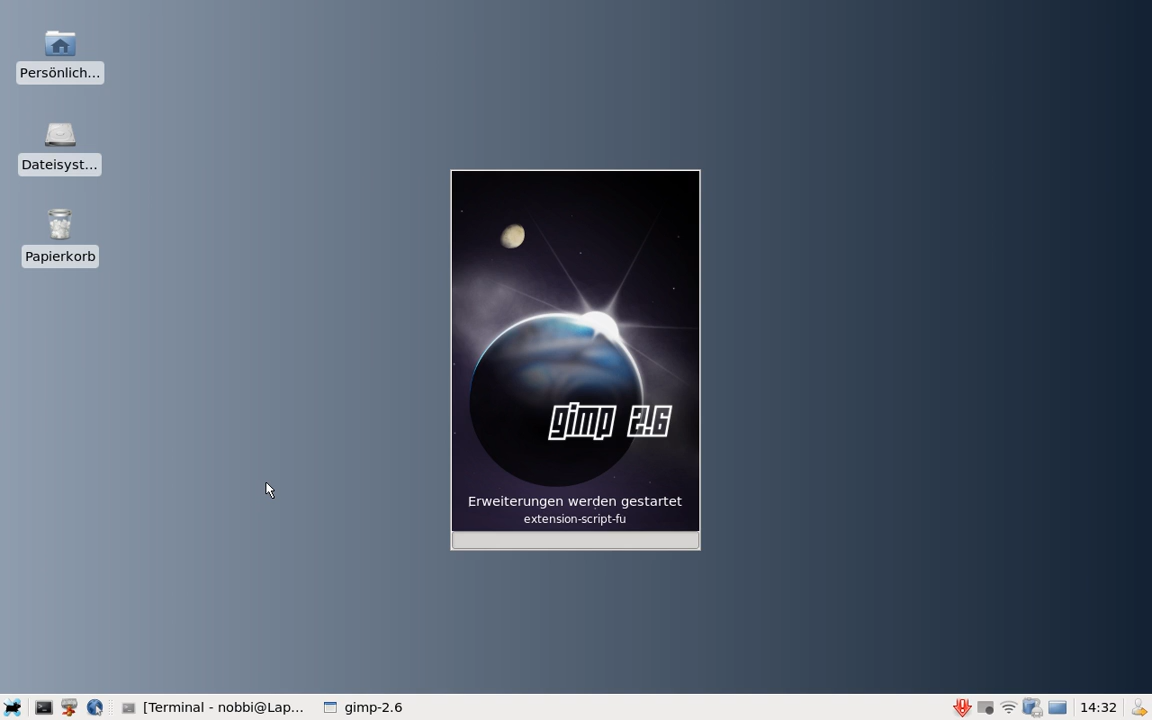 Persönlich...
Dateisyst...
Papierkorb
gimp 2.6
Erweiterungen werden gestartet
extension-script-fu
[Terminal - nobbi@Lap...
gimp-2.6
14:32